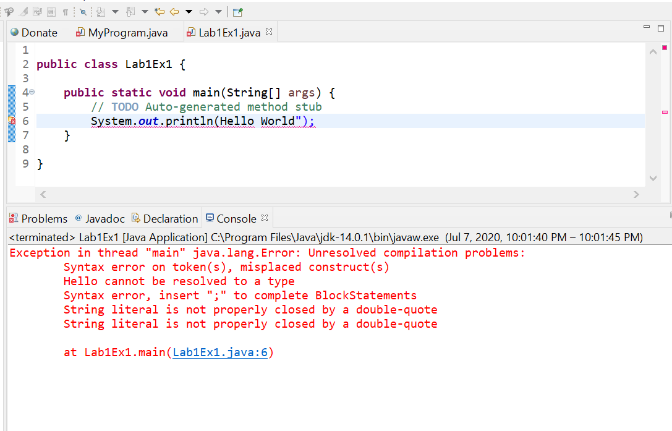 Donate MyProgram.java Lab1Ex1.java
1
2 public class Lab1Ex1 {
3
4 public static void main(String[] args) {
5 // TODO Auto-generated method stub
6 System.out.println(Hello World");
7 }
8
9 }
Problems @ Javadoc Declaration Console
<terminated> Lab1Ex1 [Java Application] C:\Program Files\Java\jdk-14.0.1\bin\javaw.exe (Jul 7, 2020, 10:01:40 PM – 10:01:45 PM)
Exception in thread "main" java.lang.Error: Unresolved compilation problems:
Syntax error on token(s), misplaced construct(s)
Hello cannot be resolved to a type
Syntax error, insert ";" to complete BlockStatements
String literal is not properly closed by a double-quote
String literal is not properly closed by a double-quote
at Lab1Ex1.main(Lab1Ex1.java:6)